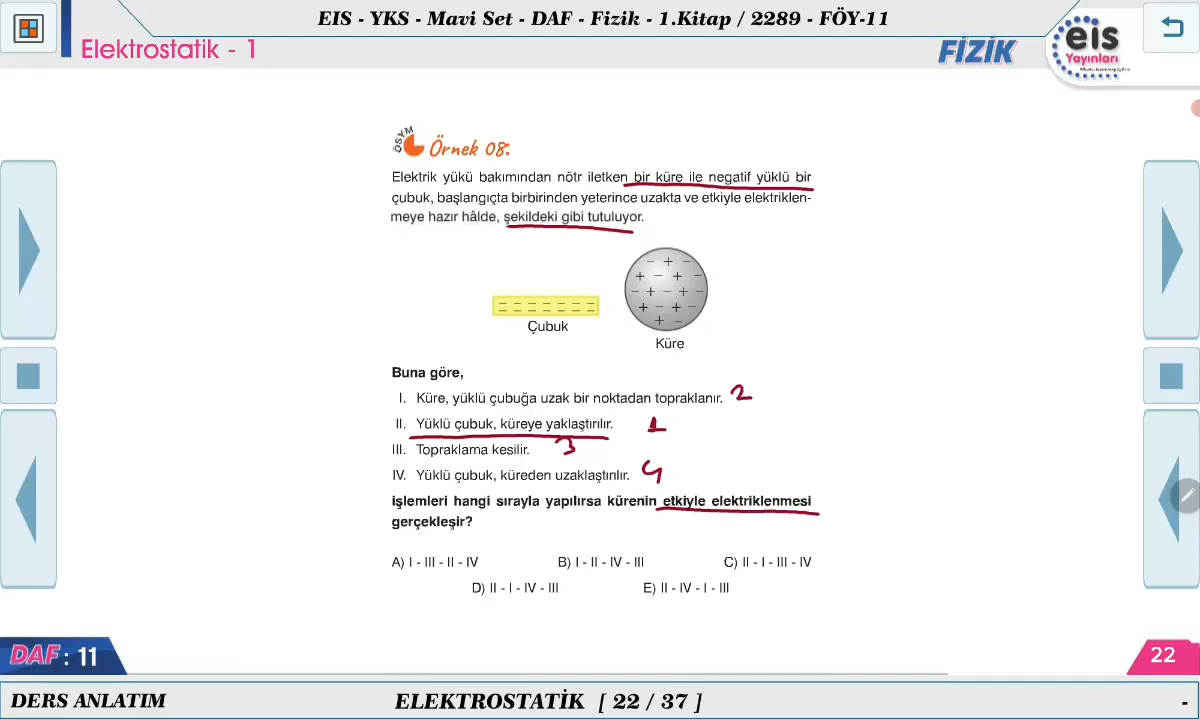 EIS - YKS - Mavi Set - DAF - Fizik - 1.Kitap / 2289 - FÖY-11
Elektrostatik - 1
FİZİK
eis
Yayınları
ÖSYM
Örnek 08:
Elektrik yükü bakımından nötr iletken bir küre ile negatif yüklü bir
çubuk, başlangıçta birbirinden yeterince uzakta ve etkiyle elektriklen-
meye hazır hâlde, şekildeki gibi tutuluyor.
Çubuk
Küre
Buna göre,
I. Küre, yüklü çubuğa uzak bir noktadan topraklanır. 2
II. Yüklü çubuk, küreye yaklaştırılır. 1
III. Topraklama kesilir. 3
IV. Yüklü çubuk, küreden uzaklaştırılır. 4
işlemleri hangi sırayla yapılırsa kürenin etkiyle elektriklenmesi
gerçekleşir?
A) I - III - II - IV B) I - II - IV - III C) II - I - III - IV
D) II - I - IV - III E) II - IV - I - III
DAF : 11
22
DERS ANLATIM ELEKTROSTATİK [ 22 / 37 ] -